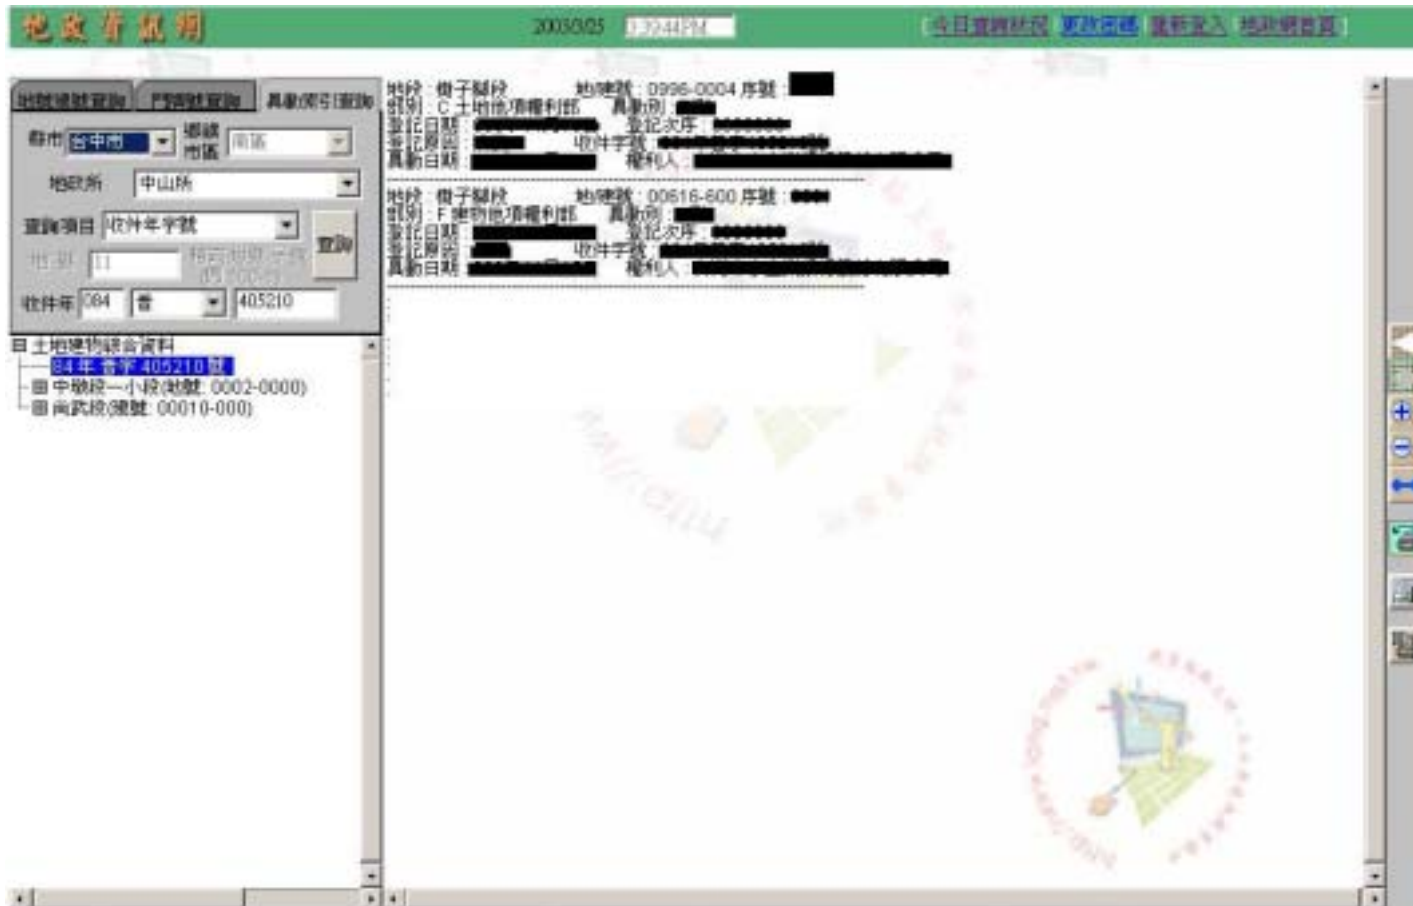 地政資訊網
2003/3/25 3:39:44PM
[今日查詢狀況 更改密碼 重新登入 地政網首頁]
地號建號查詢 門牌號查詢 異動索引查詢
縣市 台中市 鄉鎮市區 南區
地政所 中山所
查詢項目 收件年字號
查詢
地號 11
收件年 084 普 405210
土地建物綜合資料
84 年 普字 405210 號
中墩段一小段(地號: 0002-0000)
尚武段(建號: 00010-000)
地段 : 樹子腳段 地/建號 : 0996-0004 序號 :
部別 : C 土地他項權利部 異動別 :
登記日期 : 登記次序 :
登記原因 : 收件字號 :
異動日期 : 權利人 :
地段 : 樹子腳段 地/建號 : 00616-600 序號 :
部別 : F 建物他項權利部 異動別 :
登記日期 : 登記次序 :
登記原因 : 收件字號 :
異動日期 : 權利人 :